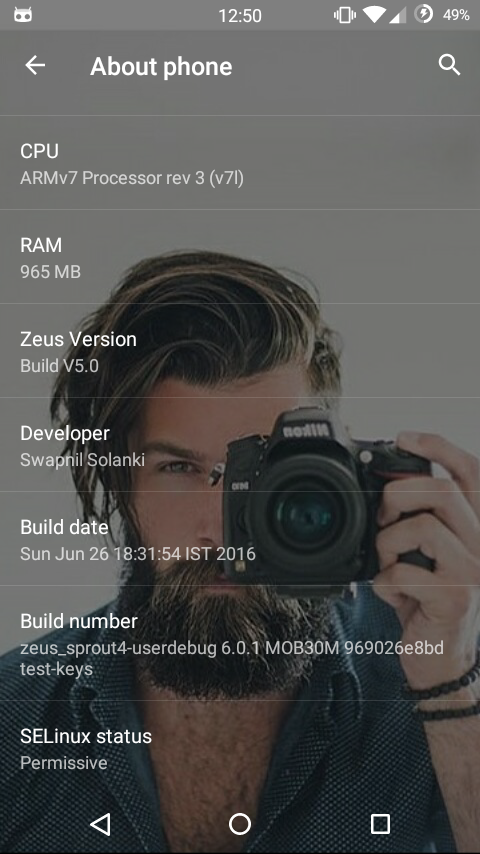 12:50 49%
About phone
CPU
ARMv7 Processor rev 3 (v7l)
RAM
965 MB
Zeus Version
Build V5.0
Developer
Swapnil Solanki
Nikon
Build date
Sun Jun 26 18:31:54 IST 2016
Build number
zeus_sprout4-userdebug 6.0.1 MOB30M 969026e8bd
test-keys
SELinux status
Permissive